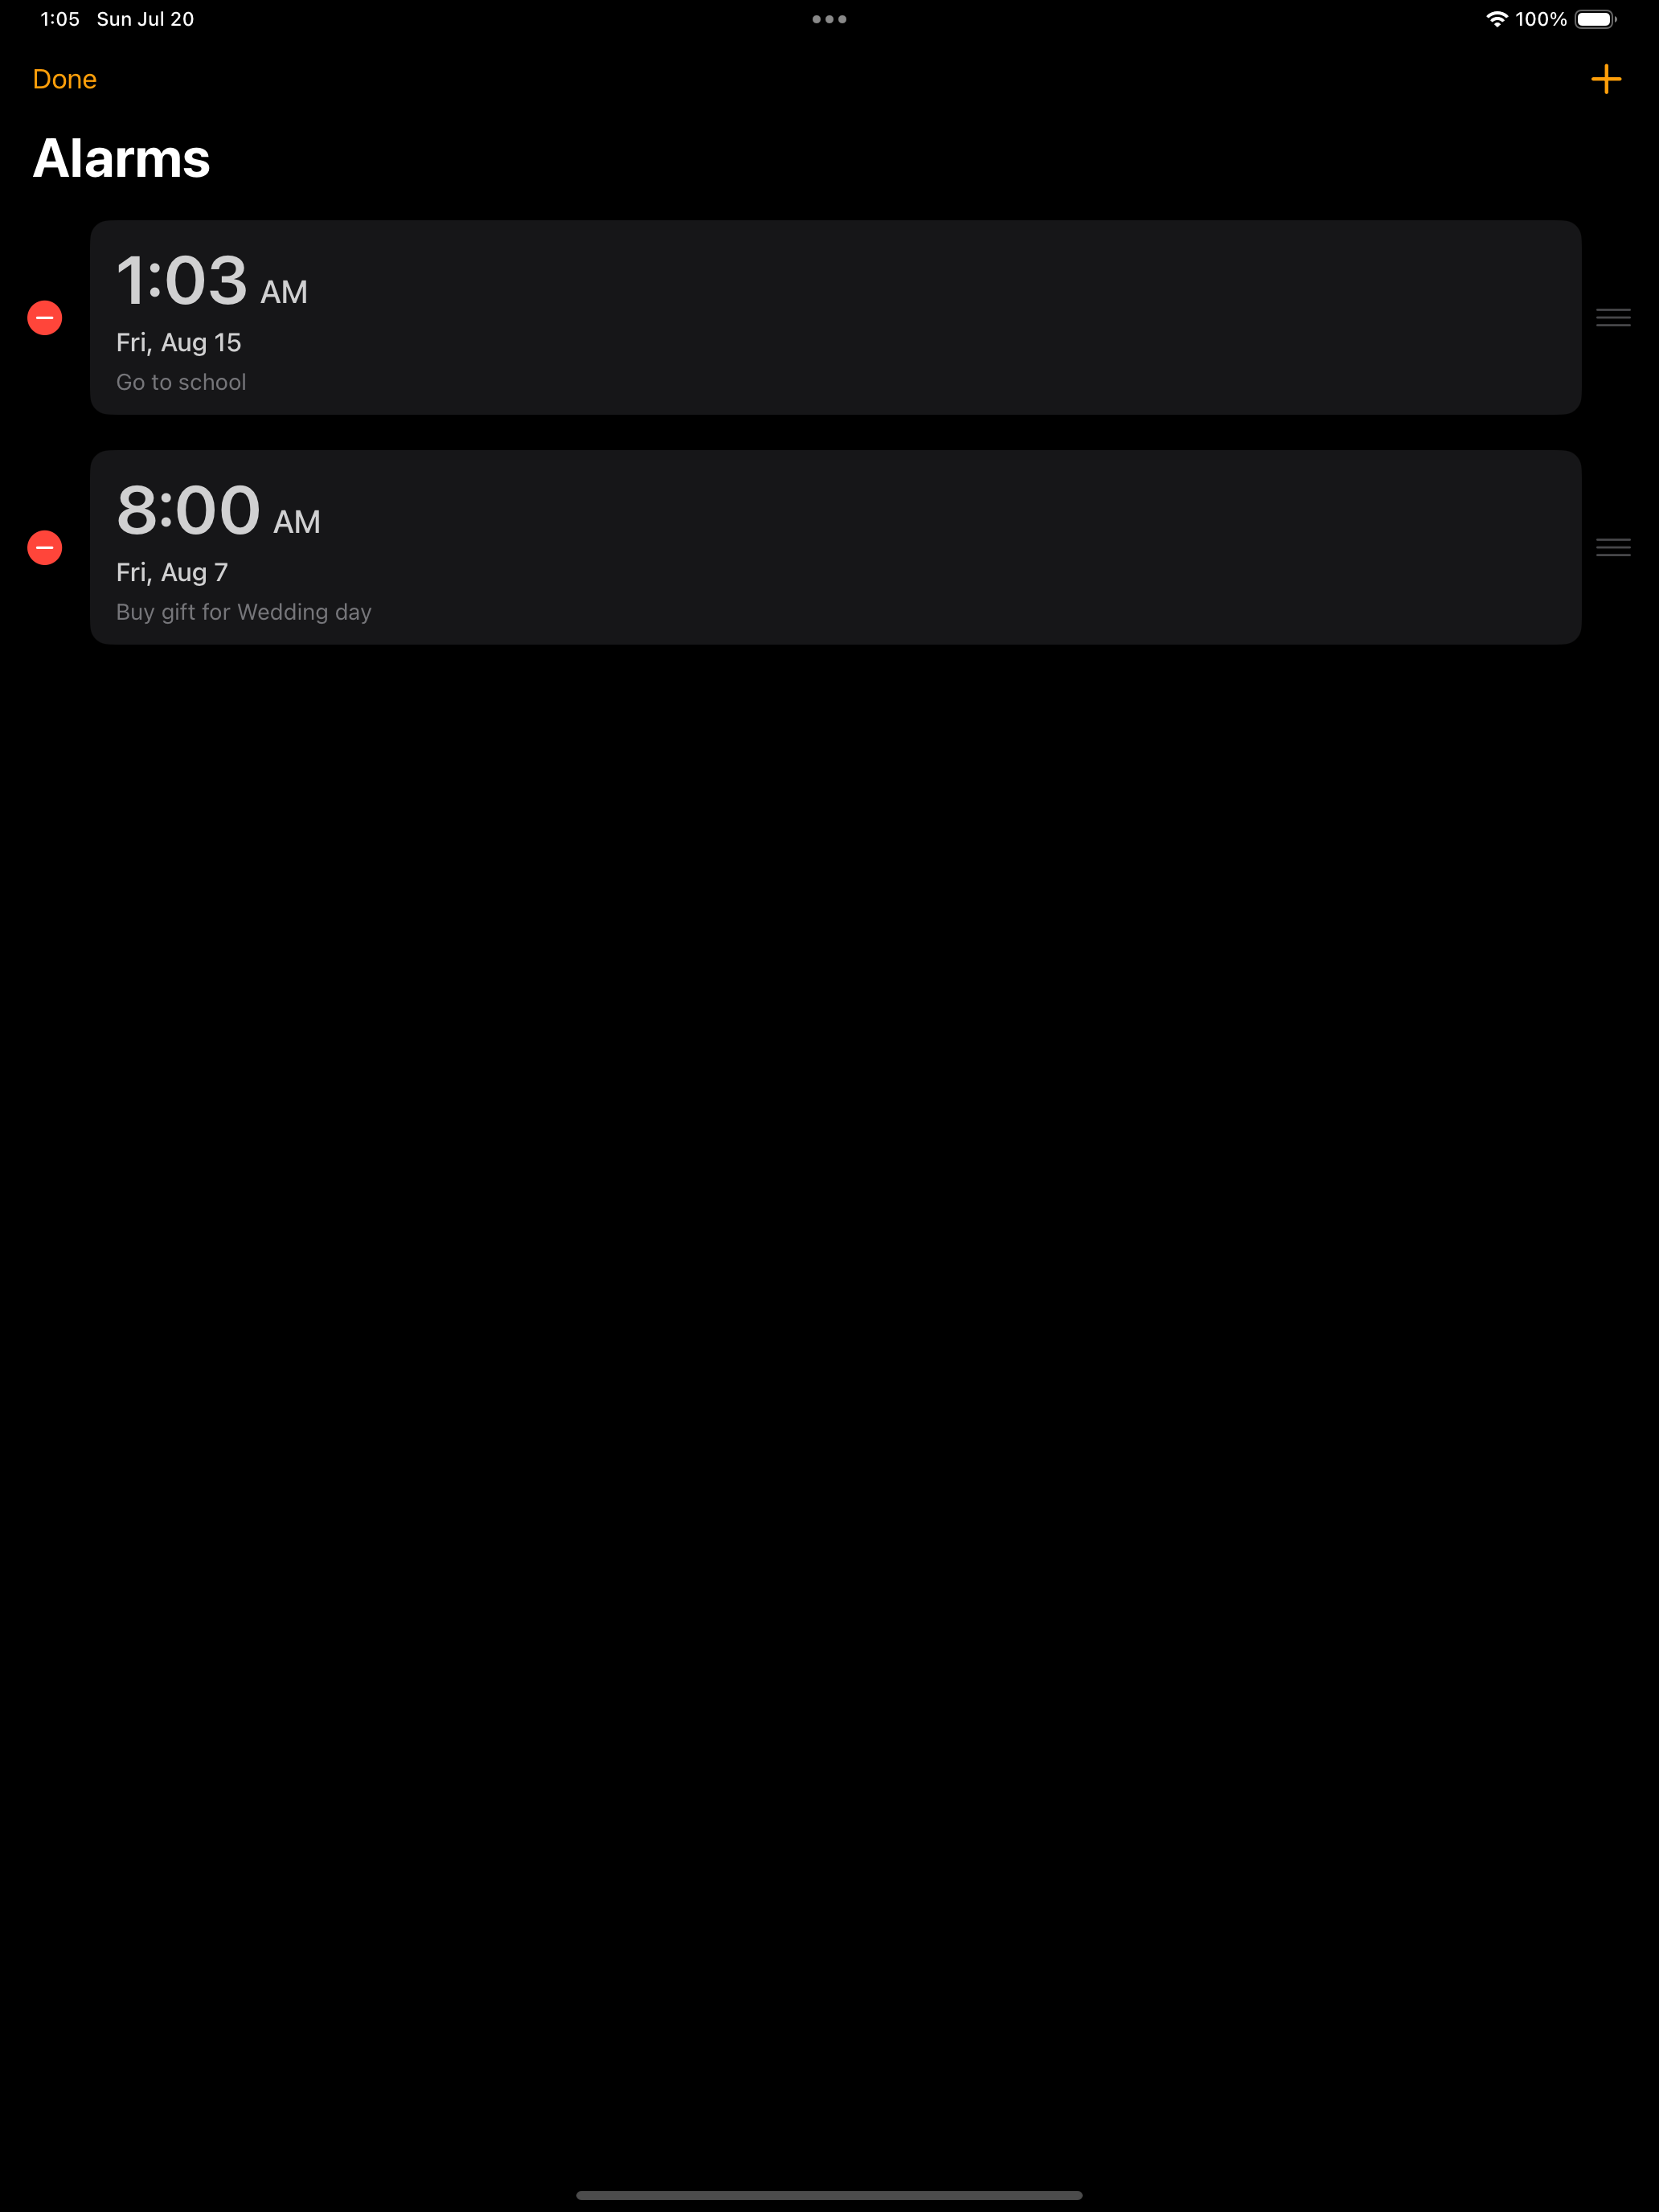 1:05 Sun Jul 20
100%
Done
Alarms
1:03 AM
Fri, Aug 15
Go to school
8:00 AM
Fri, Aug 7
Buy gift for Wedding day